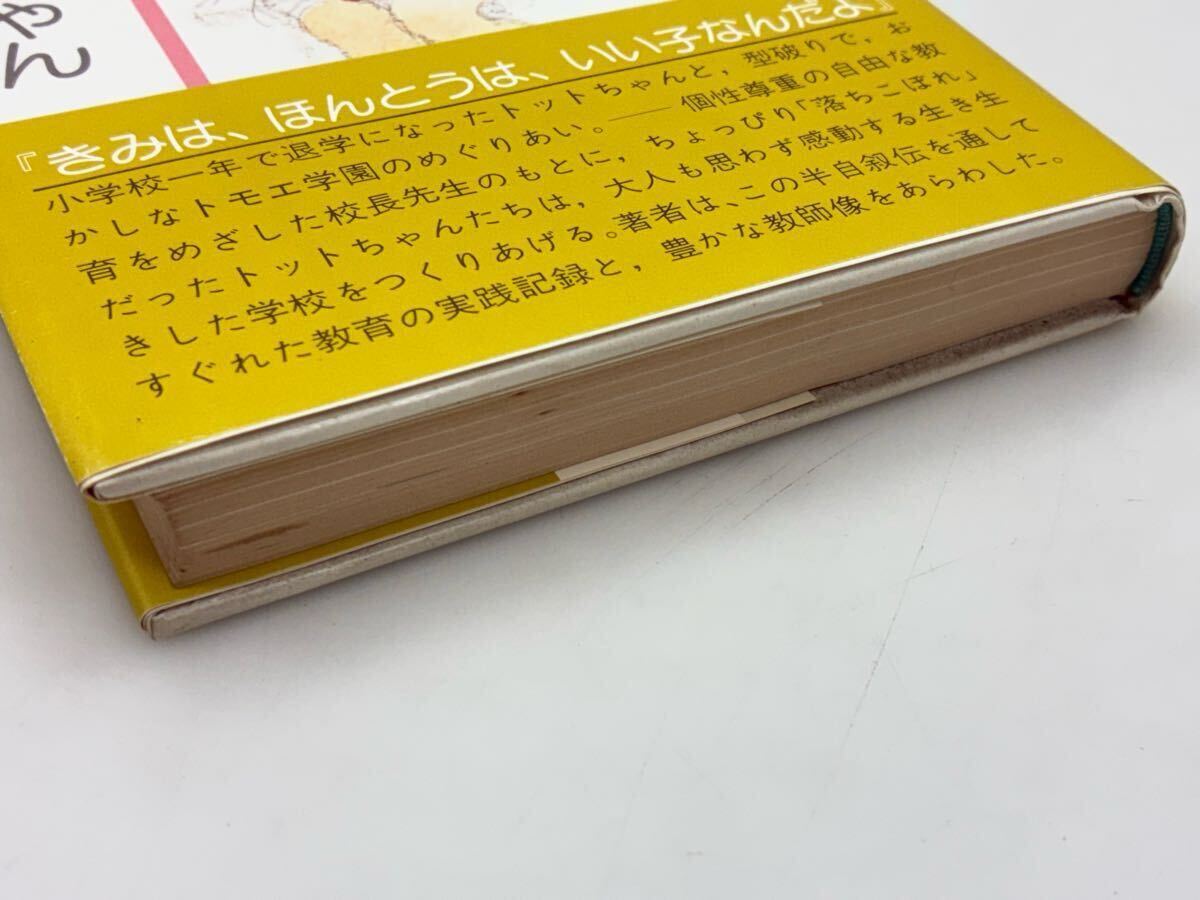 ゃん
『きみは、ほんとうは、いい子なんだよ』
小学校一年で退学になったトットちゃんと，型破りで，お
かしなトモエ学園のめぐりあい。――個性尊重の自由な教
育をめざした校長先生のもとに，ちょっぴり「落ちこぼれ」
だったトットちゃんたちは，大人も思わず感動する生き生
きした学校をつくりあげる。著者は、この半自叙伝を通して
すぐれた教育の実践記録と，豊かな教師像をあらわした。